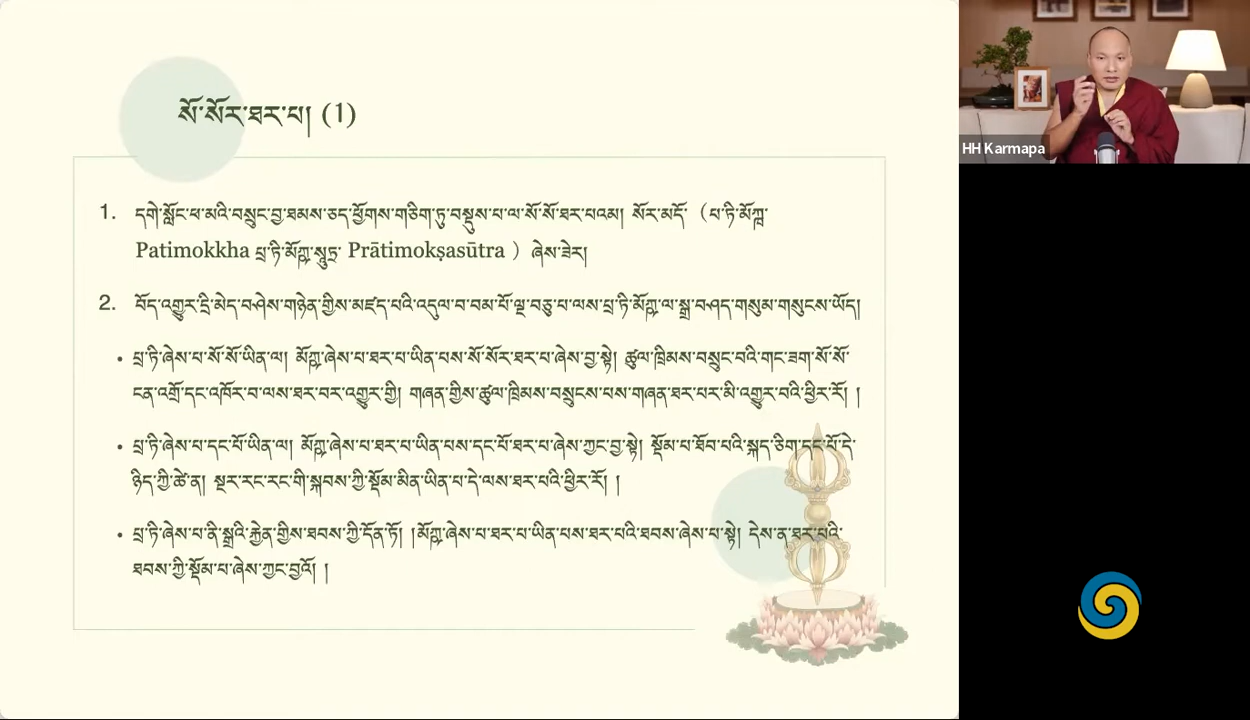 སོ་སོར་ཐར་པ། (1)
1. དགེ་སློང་ཕ་མའི་བསྲུང་བྱ་ཐམས་ཅད་ཕྱོགས་གཅིག་ཏུ་བསྡུས་པ་ལ་སོ་སོ་ཐར་པའམ། སོར་མདོ་（པ་ཏི་མོཀྑ་
Patimokkha པྲ་ཏི་མོཀྵ་སཱུཏྲ་ Prātimokṣasūtra ）ཞེས་ཟེར།
2. བོད་འགྱུར་དྲི་མེད་བཤེས་གཉེན་གྱིས་མཛད་པའི་འདུལ་བ་བམ་པོ་ལྔ་བཅུ་པ་ལས་པྲ་ཏི་མོཀྵ་ལ་སྒྲ་བཤད་གསུམ་གསུངས་ཡོད།
• པྲ་ཏི་ཞེས་པ་སོ་སོ་ཡིན་ལ། མོཀྵ་ཞེས་པ་ཐར་པ་ཡིན་པས་སོ་སོར་ཐར་པ་ཞེས་བྱ་སྟེ། ཚུལ་ཁྲིམས་བསྲུང་བའི་གང་ཟག་སོ་སོ་
ངན་འགྲོ་དང་འཁོར་བ་ལས་ཐར་བར་འགྱུར་གྱི། གཞན་གྱིས་ཚུལ་ཁྲིམས་བསྲུངས་པས་གཞན་ཐར་པར་མི་འགྱུར་བའི་ཕྱིར་རོ། །
• པྲ་ཏི་ཞེས་པ་དང་པོ་ཡིན་ལ། མོཀྵ་ཞེས་པ་ཐར་པ་ཡིན་པས་དང་པོ་ཐར་པ་ཞེས་ཀྱང་བྱ་སྟེ། སྡོམ་པ་ཐོབ་པའི་སྐད་ཅིག་དང་པོ་དེ་
ཉིད་ཀྱི་ཚེ་ན། སྔར་རང་རང་གི་སྐབས་ཀྱི་སྡོམ་མིན་ཡིན་པ་དེ་ལས་ཐར་པའི་ཕྱིར་རོ། །
• པྲ་ཏི་ཞེས་པ་ནི་སྒྲའི་རྐྱེན་གྱིས་ཐབས་ཀྱི་དོན་ཏོ། །མོཀྵ་ཞེས་པ་ཐར་པ་ཡིན་པས་ཐར་པའི་ཐབས་ཞེས་པ་སྟེ། དེས་ན་ཐར་པའི་
ཐབས་ཀྱི་སྡོམ་པ་ཞེས་ཀྱང་བྱའོ། །
HH Karmapa